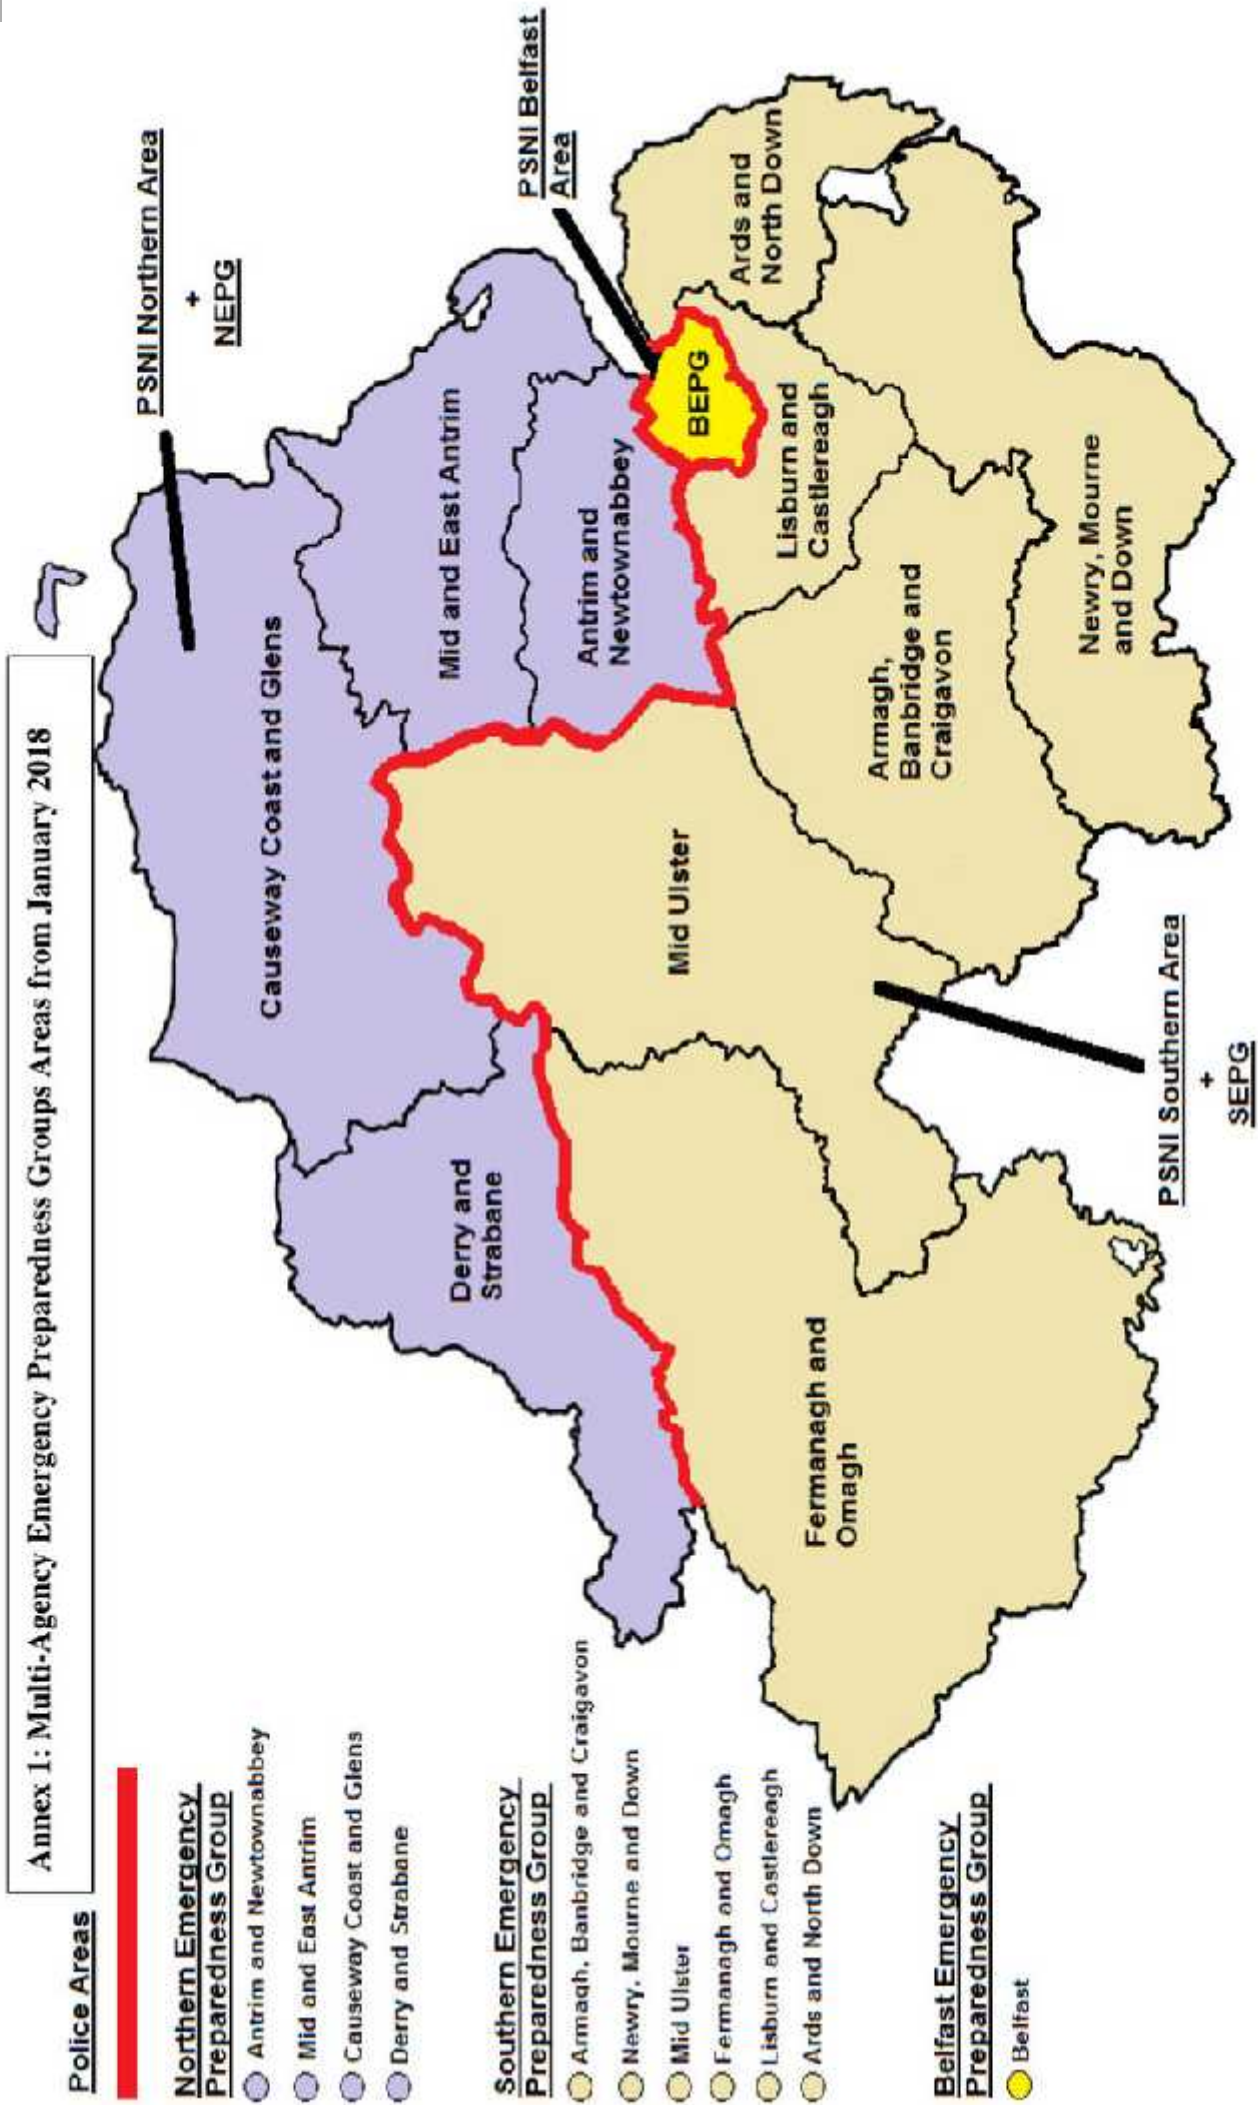 Annex 1: Multi-Agency Emergency Preparedness Groups Areas from January 2018
Police Areas
Northern Emergency
Preparedness Group
Antrim and Newtownabbey
Mid and East Antrim
Causeway Coast and Glens
Derry and Strabane
Southern Emergency
Preparedness Group
Armagh, Banbridge and Craigavon
Newry, Mourne and Down
Mid Ulster
Fermanagh and Omagh
Lisburn and Castlereagh
Ards and North Down
Belfast Emergency
Preparedness Group
Belfast
PSNI Northern Area
+
NEPG
PSNI Belfast
Area
Causeway Coast and Glens
Mid and East Antrim
Antrim and
Newtownabbey
Derry and
Strabane
BEPG
Ards and
North Down
Lisburn and
Castlereagh
Mid Ulster
Armagh,
Banbridge and
Craigavon
Newry, Mourne
and Down
Fermanagh and
Omagh
PSNI Southern Area
+
SEPG